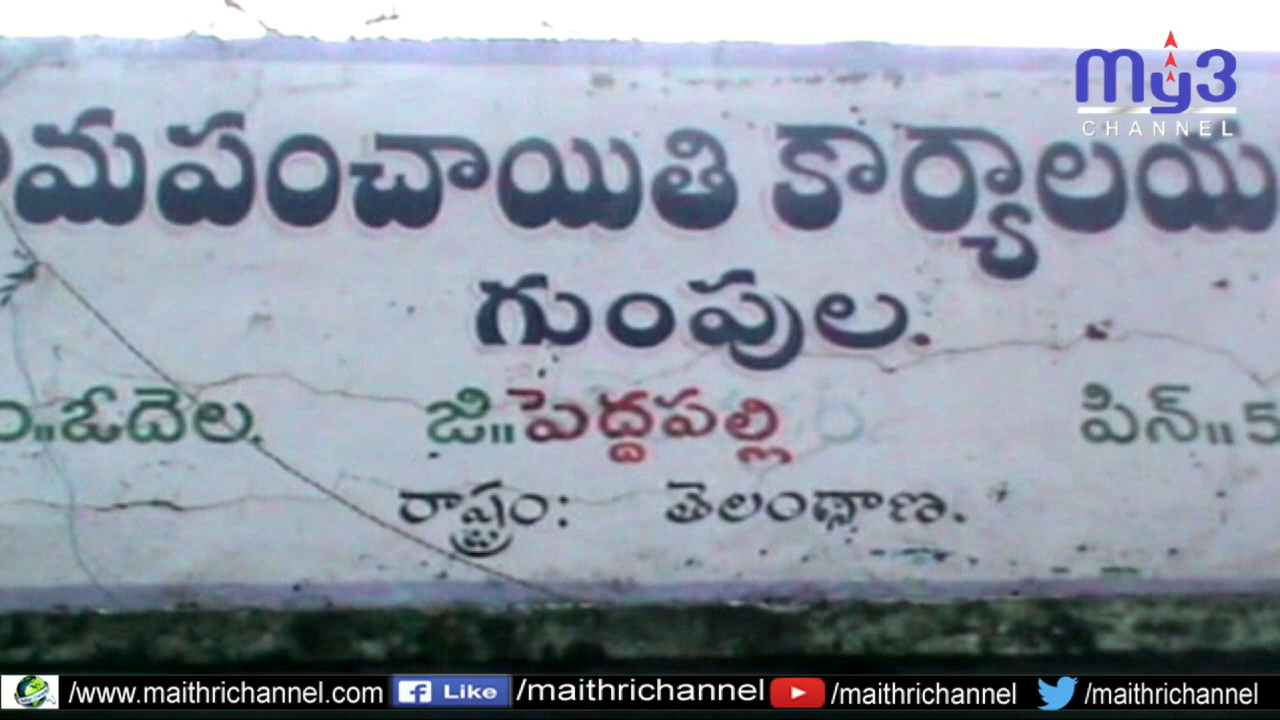 My3
CHANNEL
మపంచాయితి కార్యాలయ
గుంపుల.
ం॥ఓదెల. జి॥పెద్దపల్లి పిన్॥5
రాష్ట్రం: తెలంథాణ.
/www.maithrichannel.com f Like /maithrichannel /maithrichannel /maithrichannel